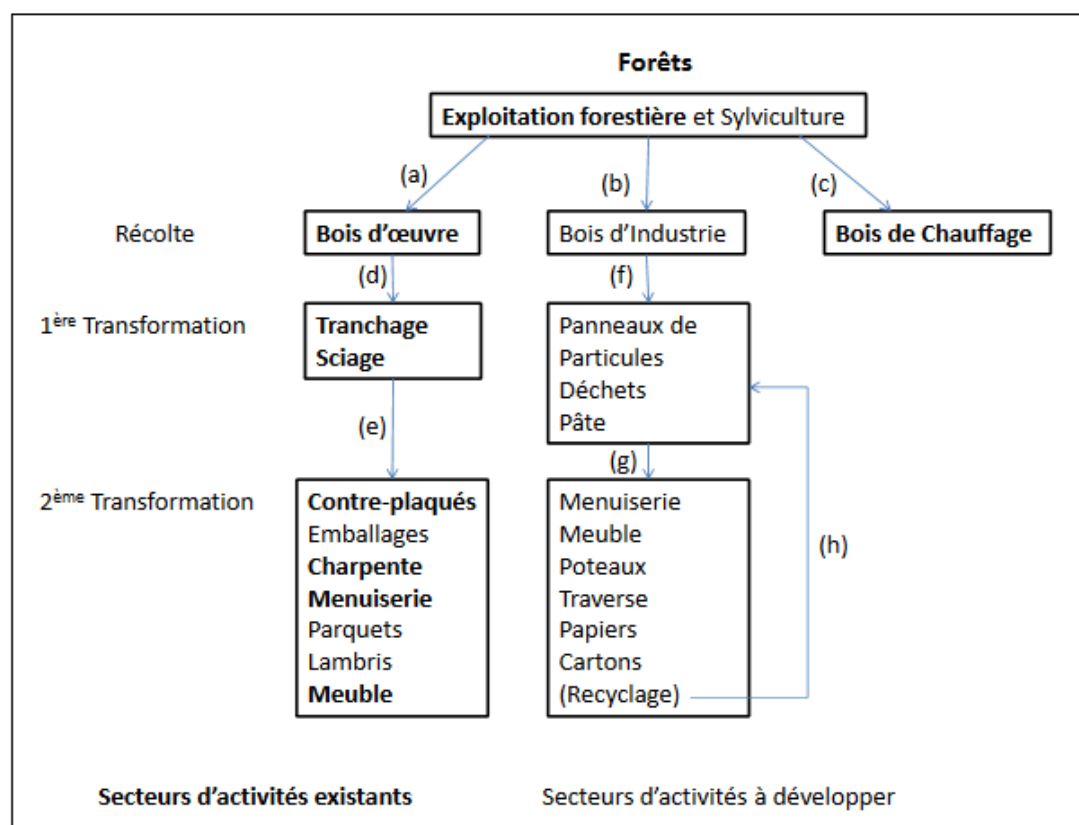 Forêts
Exploitation forestière et Sylviculture
(a)
(b)
(c)
Récolte
Bois d'œuvre
Bois d'Industrie
Bois de Chauffage
(d)
(f)
1ère Transformation
Tranchage
Sciage
Panneaux de
Particules
Déchets
Pâte
(e)
(g)
(h)
2ème Transformation
Contre-plaqués
Emballages
Charpente
Menuiserie
Parquets
Lambris
Meuble
Menuiserie
Meuble
Poteaux
Traverse
Papiers
Cartons
(Recyclage)
Secteurs d'activités existants
Secteurs d'activités à développer